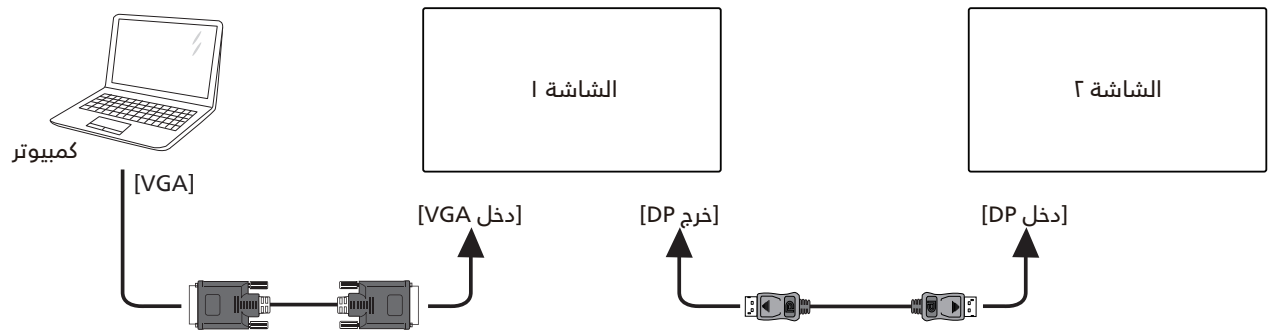 الشاشة ١
الشاشة ٢
كمبيوتر
[VGA]
[دخل VGA]
[خرج DP]
[دخل DP]